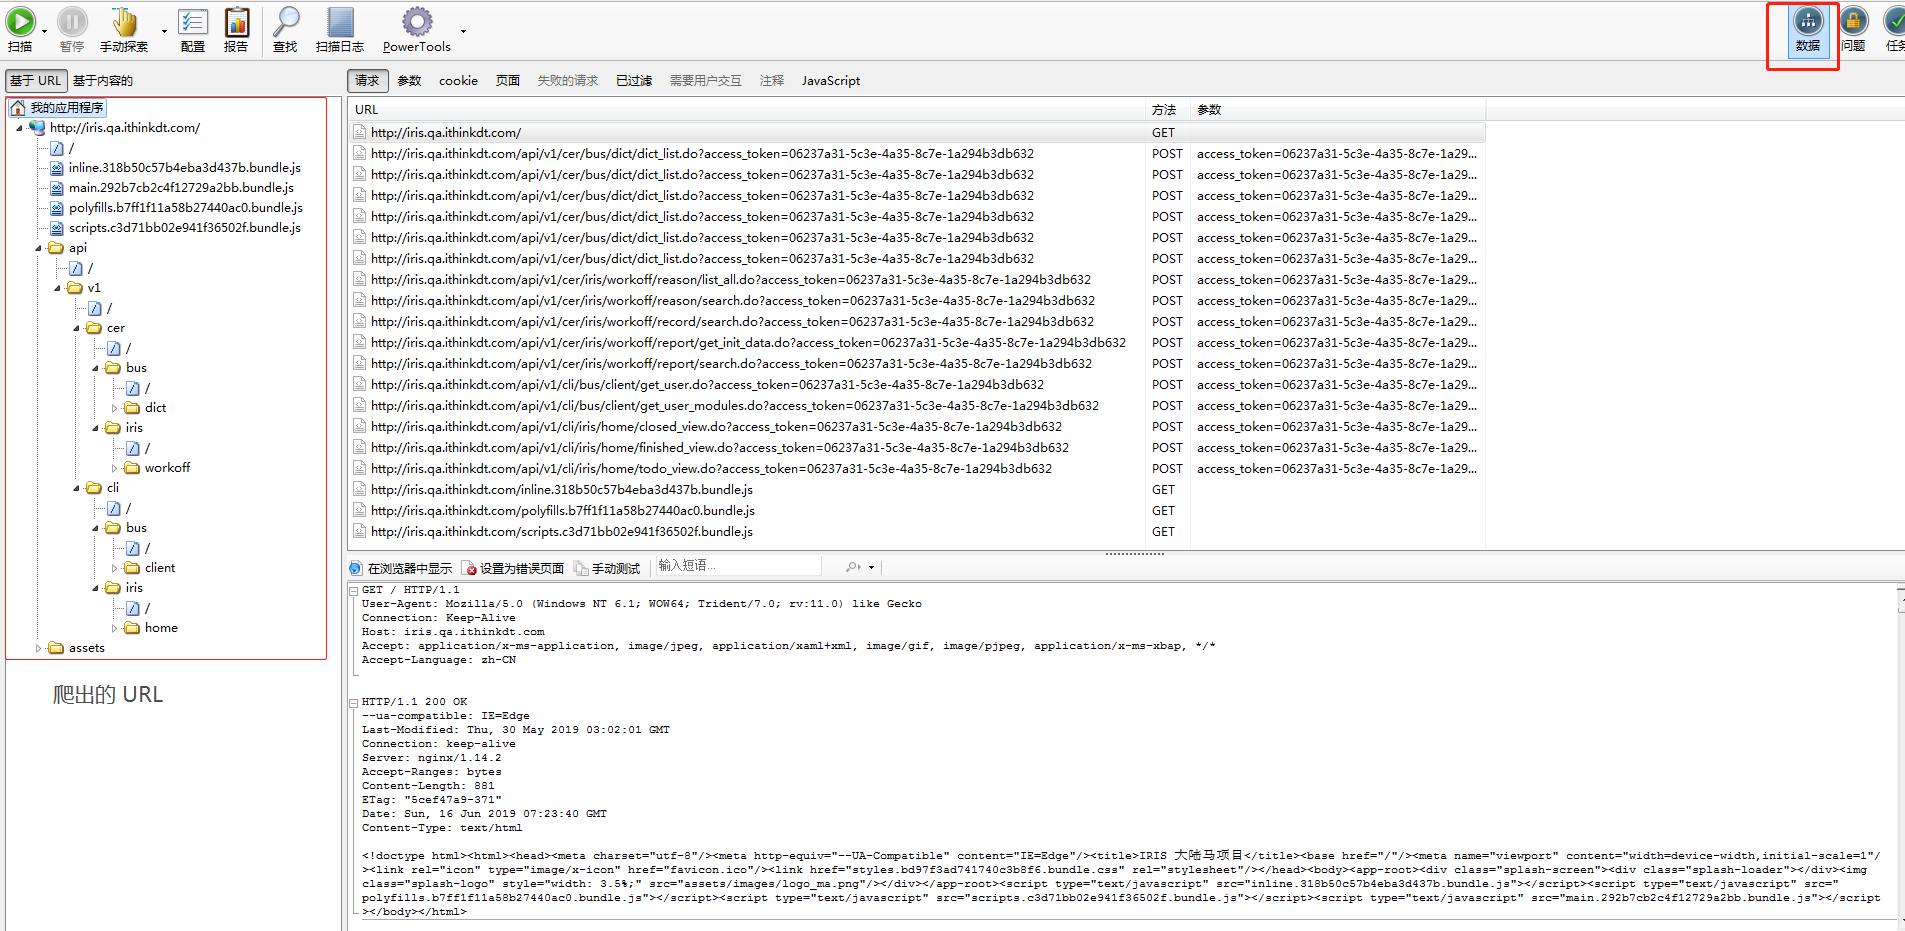 扫描 暂停 手动探索 配置 报告 查找 扫描日志 PowerTools 数据 问题 任务
基于 URL 基于内容的
我的应用程序
http://iris.qa.ithinkdt.com/
/
inline.318b50c57b4eba3d437b.bundle.js
main.292b7cb2c4f12729a2bb.bundle.js
polyfills.b7ff1f11a58b27440ac0.bundle.js
scripts.c3d71bb02e941f36502f.bundle.js
api
/
v1
/
cer
/
bus
/
dict
iris
/
workoff
cli
/
bus
/
client
iris
/
home
assets
爬出的 URL
请求 参数 cookie 页面 失败的请求 已过滤 需要用户交互 注释 JavaScript
URL 方法 参数
http://iris.qa.ithinkdt.com/ GET
http://iris.qa.ithinkdt.com/api/v1/cer/bus/dict/dict_list.do?access_token=06237a31-5c3e-4a35-8c7e-1a294b3db632 POST access_token=06237a31-5c3e-4a35-8c7e-1a29...
http://iris.qa.ithinkdt.com/api/v1/cer/bus/dict/dict_list.do?access_token=06237a31-5c3e-4a35-8c7e-1a294b3db632 POST access_token=06237a31-5c3e-4a35-8c7e-1a29...
http://iris.qa.ithinkdt.com/api/v1/cer/bus/dict/dict_list.do?access_token=06237a31-5c3e-4a35-8c7e-1a294b3db632 POST access_token=06237a31-5c3e-4a35-8c7e-1a29...
http://iris.qa.ithinkdt.com/api/v1/cer/bus/dict/dict_list.do?access_token=06237a31-5c3e-4a35-8c7e-1a294b3db632 POST access_token=06237a31-5c3e-4a35-8c7e-1a29...
http://iris.qa.ithinkdt.com/api/v1/cer/bus/dict/dict_list.do?access_token=06237a31-5c3e-4a35-8c7e-1a294b3db632 POST access_token=06237a31-5c3e-4a35-8c7e-1a29...
http://iris.qa.ithinkdt.com/api/v1/cer/bus/dict/dict_list.do?access_token=06237a31-5c3e-4a35-8c7e-1a294b3db632 POST access_token=06237a31-5c3e-4a35-8c7e-1a29...
http://iris.qa.ithinkdt.com/api/v1/cer/iris/workoff/reason/list_all.do?access_token=06237a31-5c3e-4a35-8c7e-1a294b3db632 POST access_token=06237a31-5c3e-4a35-8c7e-1a29...
http://iris.qa.ithinkdt.com/api/v1/cer/iris/workoff/reason/search.do?access_token=06237a31-5c3e-4a35-8c7e-1a294b3db632 POST access_token=06237a31-5c3e-4a35-8c7e-1a29...
http://iris.qa.ithinkdt.com/api/v1/cer/iris/workoff/record/search.do?access_token=06237a31-5c3e-4a35-8c7e-1a294b3db632 POST access_token=06237a31-5c3e-4a35-8c7e-1a29...
http://iris.qa.ithinkdt.com/api/v1/cer/iris/workoff/report/get_init_data.do?access_token=06237a31-5c3e-4a35-8c7e-1a294b3db632 POST access_token=06237a31-5c3e-4a35-8c7e-1a29...
http://iris.qa.ithinkdt.com/api/v1/cer/iris/workoff/report/search.do?access_token=06237a31-5c3e-4a35-8c7e-1a294b3db632 POST access_token=06237a31-5c3e-4a35-8c7e-1a29...
http://iris.qa.ithinkdt.com/api/v1/cli/bus/client/get_user.do?access_token=06237a31-5c3e-4a35-8c7e-1a294b3db632 POST access_token=06237a31-5c3e-4a35-8c7e-1a29...
http://iris.qa.ithinkdt.com/api/v1/cli/bus/client/get_user_modules.do?access_token=06237a31-5c3e-4a35-8c7e-1a294b3db632 POST access_token=06237a31-5c3e-4a35-8c7e-1a29...
http://iris.qa.ithinkdt.com/api/v1/cli/iris/home/closed_view.do?access_token=06237a31-5c3e-4a35-8c7e-1a294b3db632 POST access_token=06237a31-5c3e-4a35-8c7e-1a29...
http://iris.qa.ithinkdt.com/api/v1/cli/iris/home/finished_view.do?access_token=06237a31-5c3e-4a35-8c7e-1a294b3db632 POST access_token=06237a31-5c3e-4a35-8c7e-1a29...
http://iris.qa.ithinkdt.com/api/v1/cli/iris/home/todo_view.do?access_token=06237a31-5c3e-4a35-8c7e-1a294b3db632 POST access_token=06237a31-5c3e-4a35-8c7e-1a29...
http://iris.qa.ithinkdt.com/inline.318b50c57b4eba3d437b.bundle.js GET
http://iris.qa.ithinkdt.com/polyfills.b7ff1f11a58b27440ac0.bundle.js GET
http://iris.qa.ithinkdt.com/scripts.c3d71bb02e941f36502f.bundle.js GET
在浏览器中显示 设置为错误页面 手动测试 输入短语...
GET / HTTP/1.1
User-Agent: Mozilla/5.0 (Windows NT 6.1; WOW64; Trident/7.0; rv:11.0) like Gecko
Connection: Keep-Alive
Host: iris.qa.ithinkdt.com
Accept: application/x-ms-application, image/jpeg, application/xaml+xml, image/gif, image/pjpeg, application/x-ms-xbap, */*
Accept-Language: zh-CN
HTTP/1.1 200 OK
--ua-compatible: IE=Edge
Last-Modified: Thu, 30 May 2019 03:02:01 GMT
Connection: keep-alive
Server: nginx/1.14.2
Accept-Ranges: bytes
Content-Length: 881
ETag: "5cef47a9-371"
Date: Sun, 16 Jun 2019 07:23:40 GMT
Content-Type: text/html
<!doctype html><html><head><meta charset="utf-8"/><meta http-equiv="--UA-Compatible" content="IE=Edge"/><title>IRIS 大陆马项目</title><base href="/"/><meta name="viewport" content="width=device-width,initial-scale=1"/
><link rel="icon" type="image/x-icon" href="favicon.ico"/><link href="styles.bd97f3ad741740c3b8f6.bundle.css" rel="stylesheet"/></head><body><app-root><div class="splash-screen"><div class="splash-loader"></div><img
class="splash-logo" style="width: 3.5%;" src="assets/images/logo_ma.png"/></div></app-root><script type="text/javascript" src="inline.318b50c57b4eba3d437b.bundle.js"></script><script type="text/javascript" src="
polyfills.b7ff1f11a58b27440ac0.bundle.js"></script><script type="text/javascript" src="scripts.c3d71bb02e941f36502f.bundle.js"></script><script type="text/javascript" src="main.292b7cb2c4f12729a2bb.bundle.js"></script
></body></html>